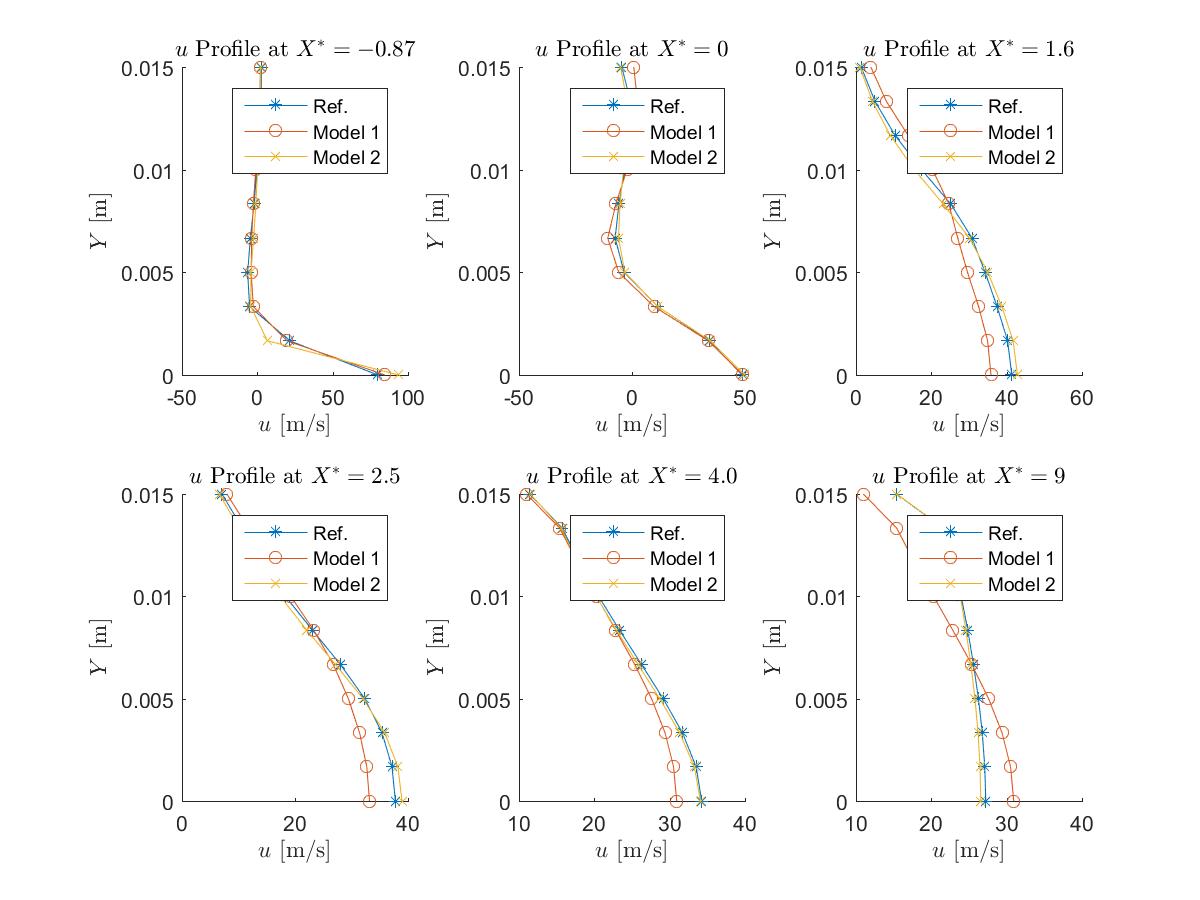 u Profile at X* = −0.87
0.015
0.01
0.005
0
Y [m]
-50 0 50 100
u [m/s]
Ref.
Model 1
Model 2
u Profile at X* = 0
0.015
0.01
0.005
0
Y [m]
-50 0 50
u [m/s]
Ref.
Model 1
Model 2
u Profile at X* = 1.6
0.015
0.01
0.005
0
Y [m]
0 20 40 60
u [m/s]
Ref.
Model 1
Model 2
u Profile at X* = 2.5
0.015
0.01
0.005
0
Y [m]
0 20 40
u [m/s]
Ref.
Model 1
Model 2
u Profile at X* = 4.0
0.015
0.01
0.005
0
Y [m]
10 20 30 40
u [m/s]
Ref.
Model 1
Model 2
u Profile at X* = 9
0.015
0.01
0.005
0
Y [m]
10 20 30 40
u [m/s]
Ref.
Model 1
Model 2